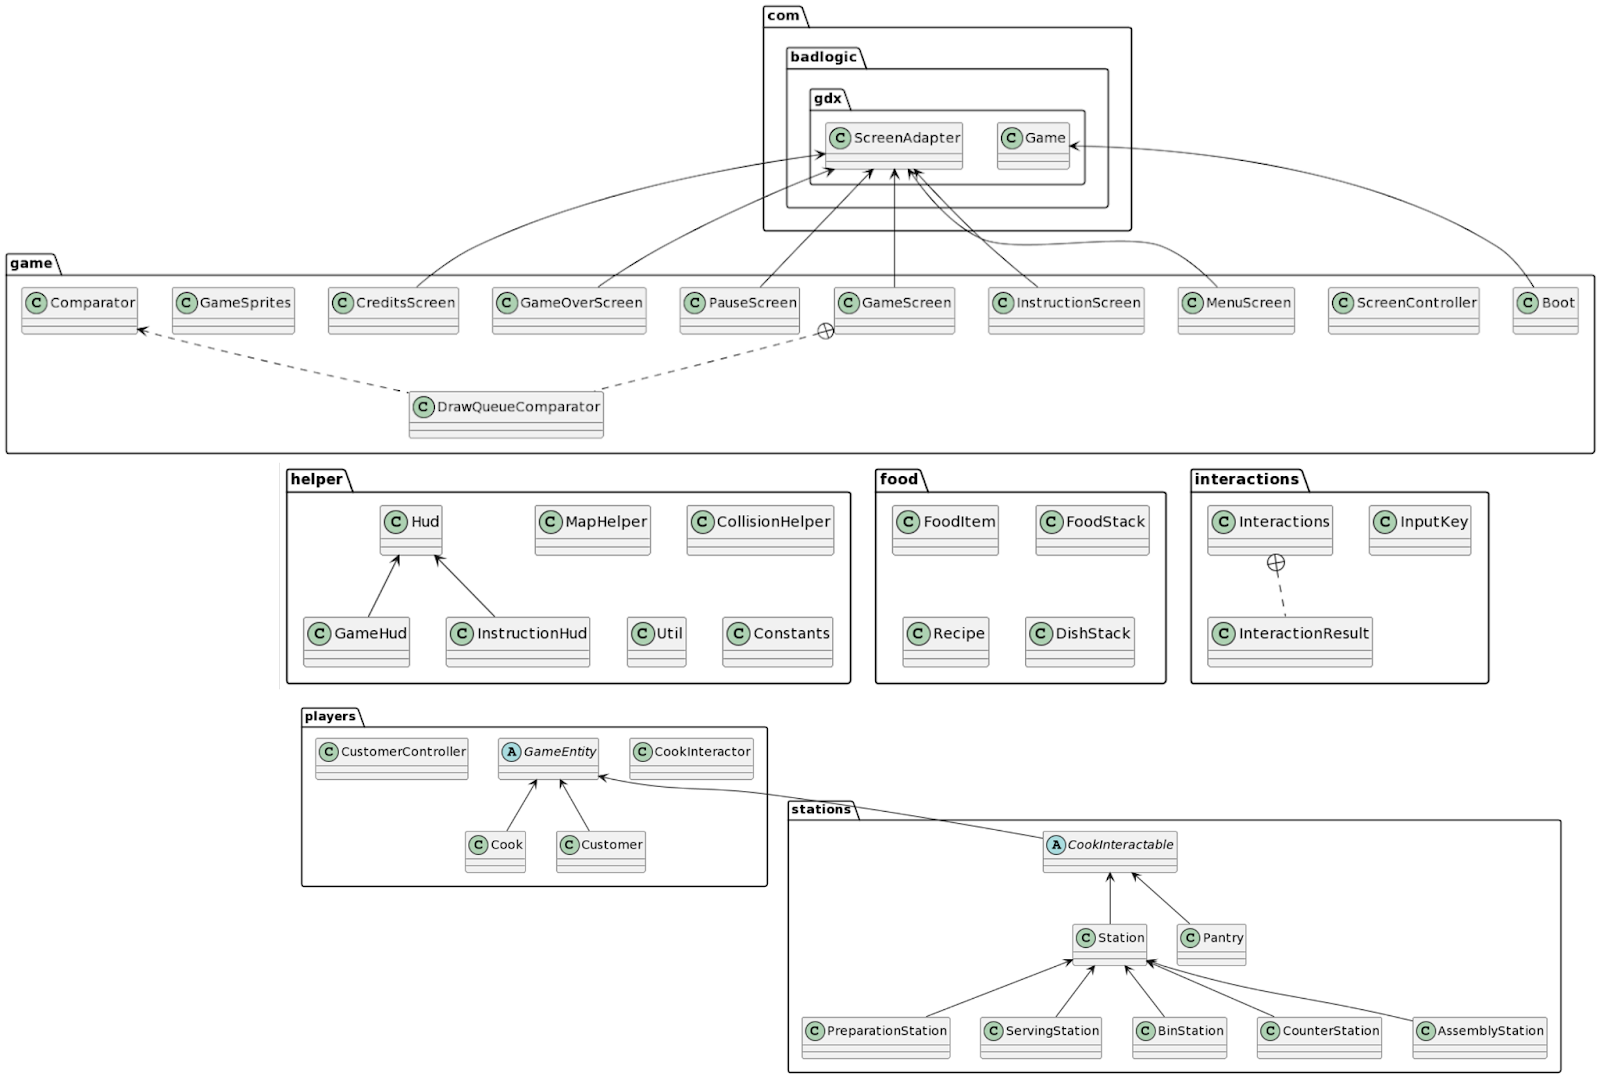 com
badlogic
gdx
C ScreenAdapter
C Game
game
C Comparator
C GameSprites
C CreditsScreen
C GameOverScreen
C PauseScreen
C GameScreen
C InstructionScreen
C MenuScreen
C ScreenController
C Boot
C DrawQueueComparator
helper
C Hud
C MapHelper
C CollisionHelper
C GameHud
C InstructionHud
C Util
C Constants
food
C FoodItem
C FoodStack
C Recipe
C DishStack
interactions
C Interactions
C InputKey
C InteractionResult
players
C CustomerController
A GameEntity
C CookInteractor
C Cook
C Customer
stations
A CookInteractable
C Station
C Pantry
C PreparationStation
C ServingStation
C BinStation
C CounterStation
C AssemblyStation